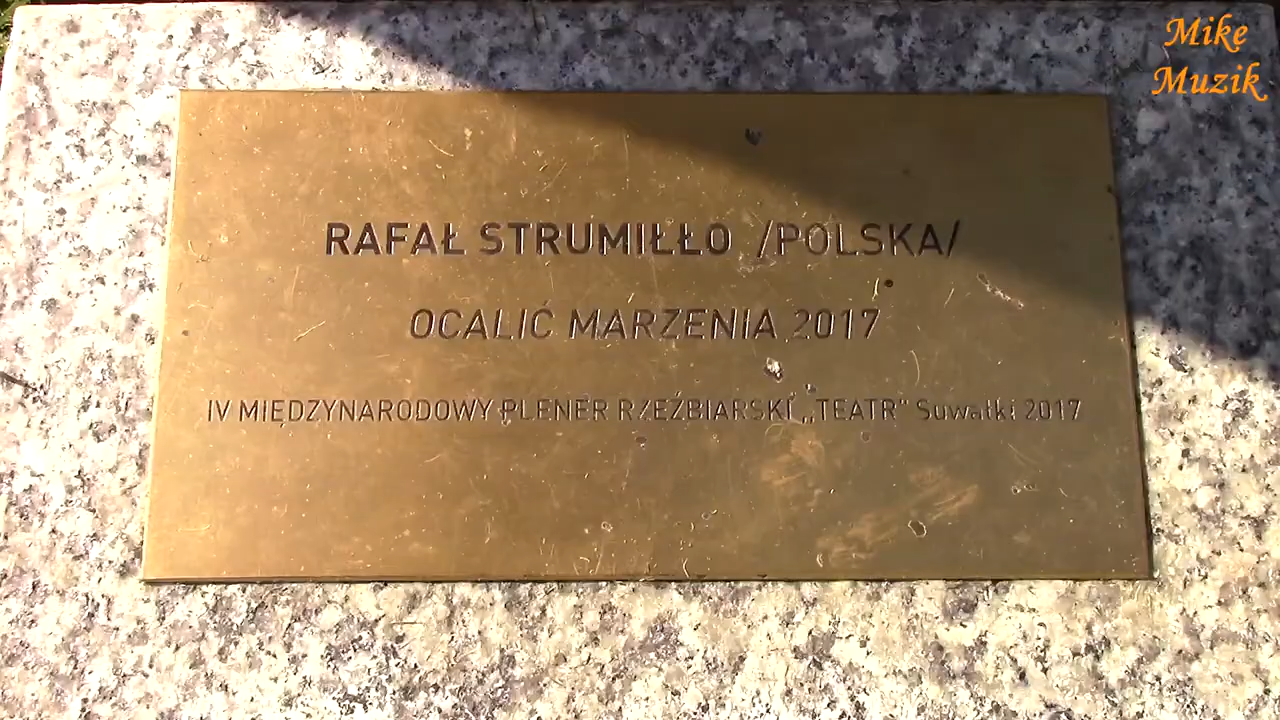 Mike
Muzik
RAFAŁ STRUMIŁŁO /POLSKA/
OCALIĆ MARZENIA 2017
IV MIĘDZYNARODOWY PLENER RZEŹBIARSKI „TEATR" Suwałki 2017